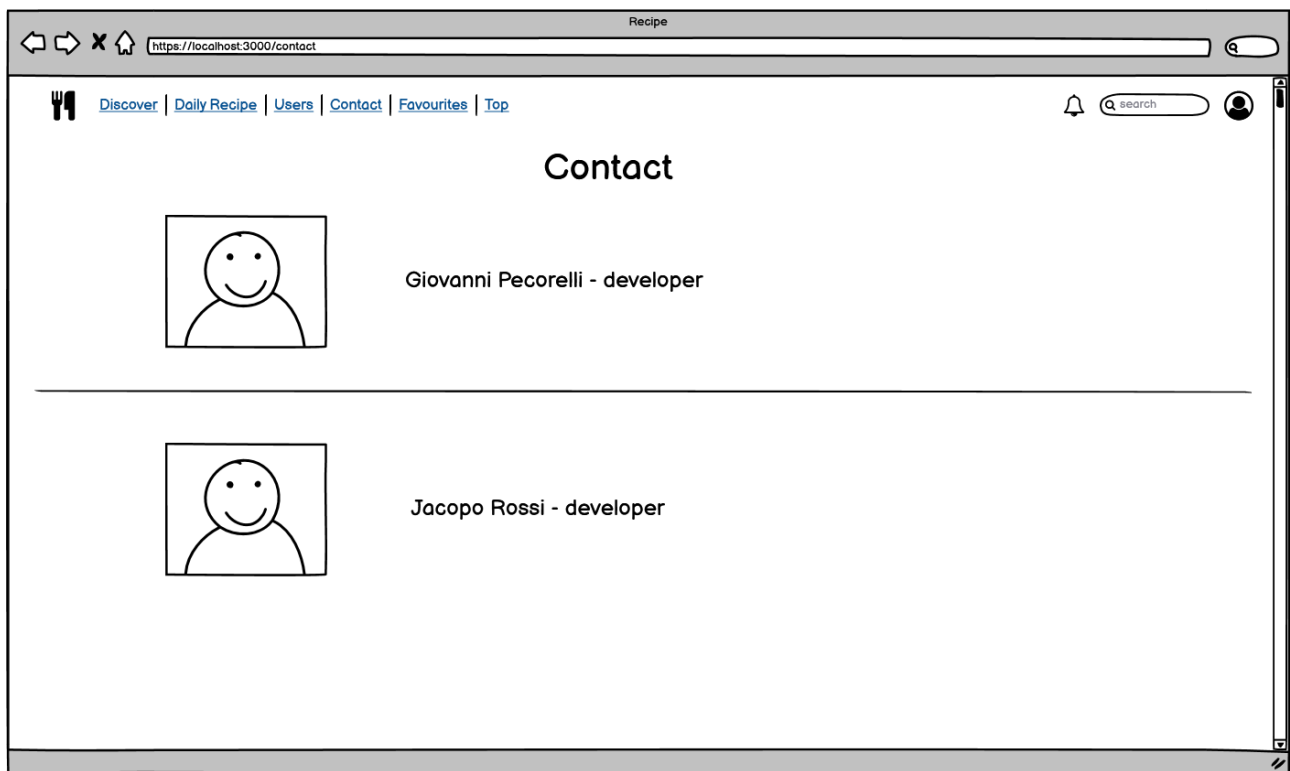 Recipe
https://localhost:3000/contact
Discover | Daily Recipe | Users | Contact | Favourites | Top
search
Contact
Giovanni Pecorelli - developer
Jacopo Rossi - developer